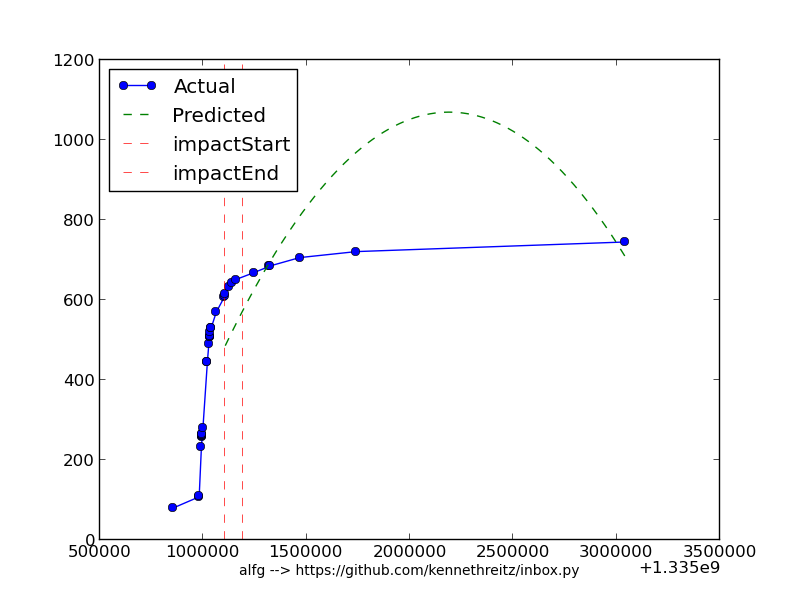 1200
1000
800
600
400
200
0
Actual
Predicted
impactStart
impactEnd
500000 1000000 1500000 2000000 2500000 3000000 3500000
+1.335e9
alfg --> https://github.com/kennethreitz/inbox.py